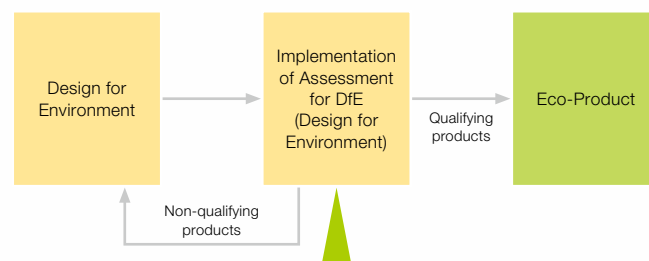 Design for
Environment
Implementation
of Assessment
for DfE
(Design for
Environment)
Qualifying
products
Eco-Product
Non-qualifying
products